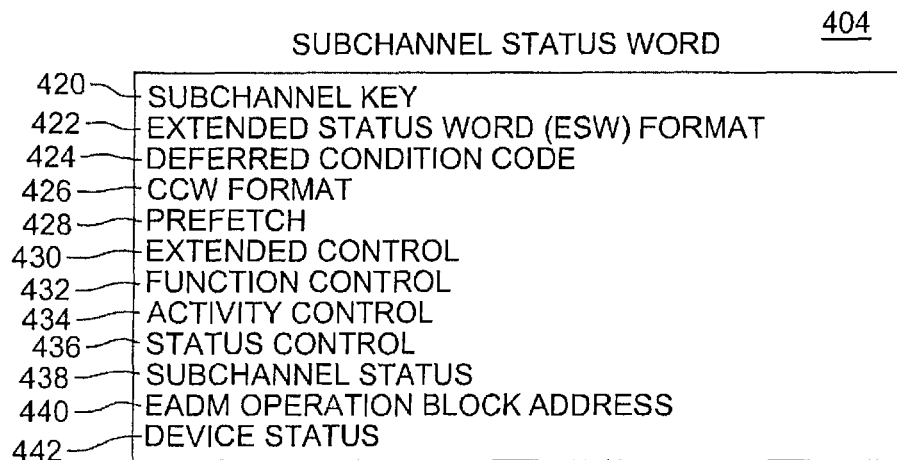 404
SUBCHANNEL STATUS WORD
420 SUBCHANNEL KEY
422 EXTENDED STATUS WORD (ESW) FORMAT
424 DEFERRED CONDITION CODE
426 CCW FORMAT
428 PREFETCH
430 EXTENDED CONTROL
432 FUNCTION CONTROL
434 ACTIVITY CONTROL
436 STATUS CONTROL
438 SUBCHANNEL STATUS
440 EADM OPERATION BLOCK ADDRESS
442 DEVICE STATUS